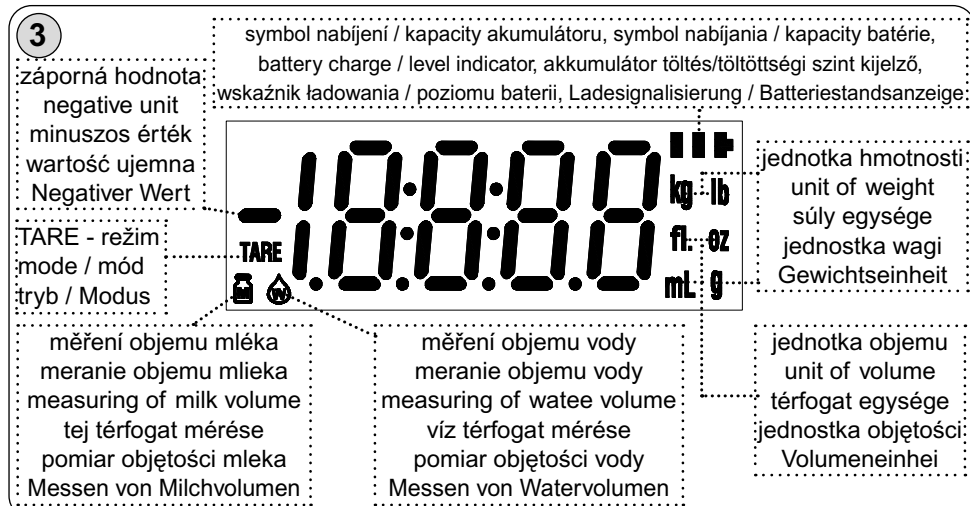 3
symbol nabíjení / kapacity akumulátoru, symbol nabíjania / kapacity batérie,
battery charge / level indicator, akkumulátor töltés/töltöttségi szint kijelző,
wskaźnik ładowania / poziomu baterii, Ladesignalisierung / Batteriestandsanzeige
záporná hodnota
negative unit
minuszos érték
wartość ujemna
Negativer Wert
TARE - režim
mode / mód
tryb / Modus
-18:8:8:8
TARE
M
W
kg lb
fl. oz
mL g
jednotka hmotnosti
unit of weight
súly egysége
jednostka wagi
Gewichtseinheit
měření objemu mléka
meranie objemu mlieka
measuring of milk volume
tej térfogat mérése
pomiar objętości mleka
Messen von Milchvolumen
měření objemu vody
meranie objemu vody
measuring of watee volume
víz térfogat mérése
pomiar objętości vody
Messen von Watervolumen
jednotka objemu
unit of volume
térfogat egysége
jednostka objętości
Volumeneinhei